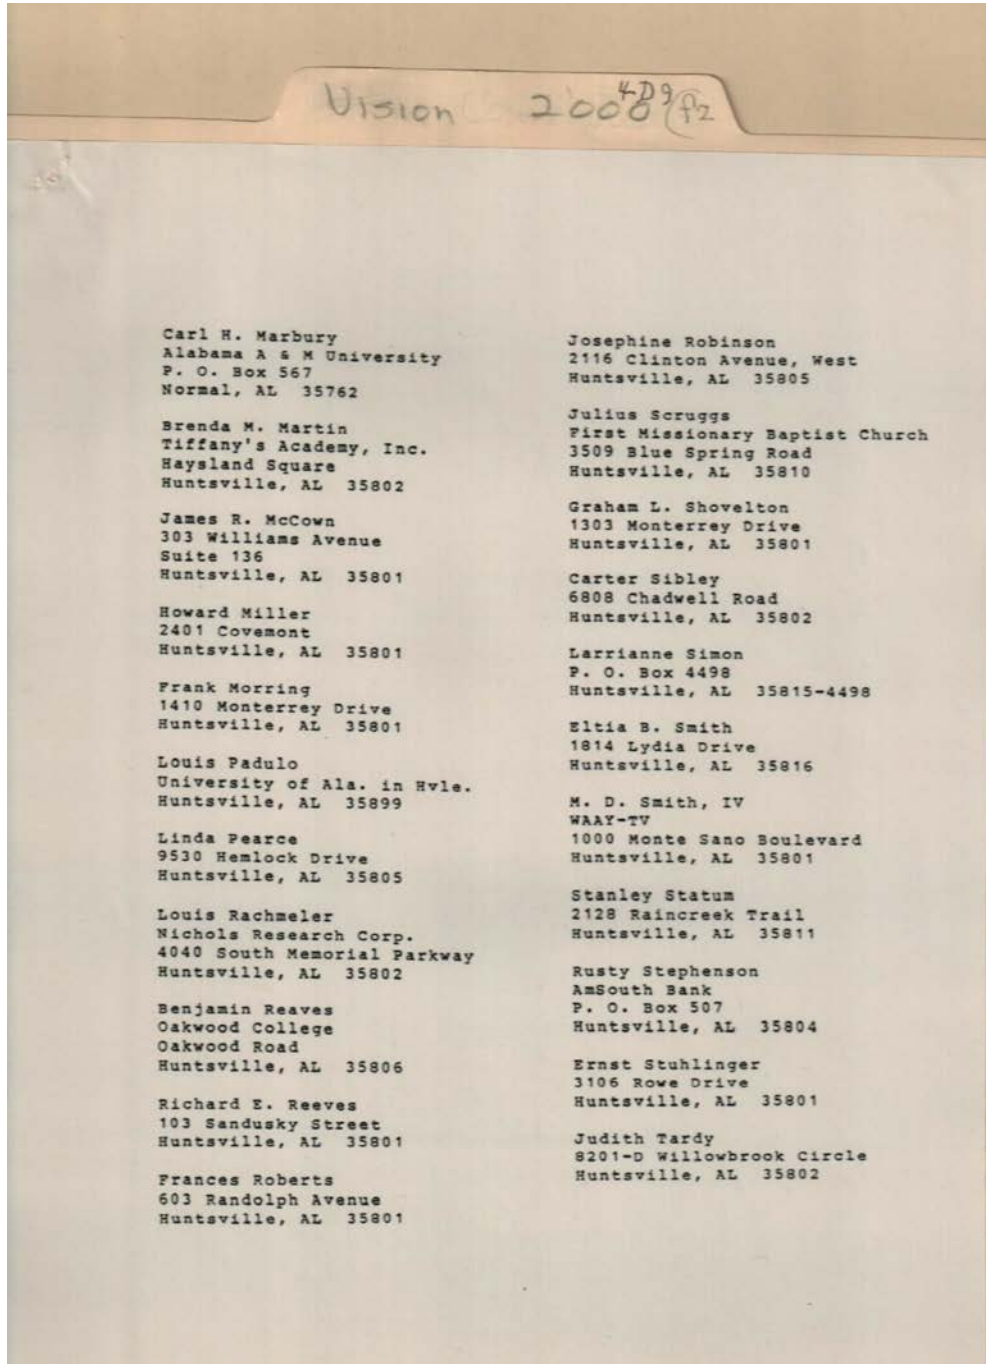 Vision 2000
4D9
f2
Carl H. Marbury
Alabama A & M University
P. O. Box 567
Normal, AL 35762
Brenda M. Martin
Tiffany's Academy, Inc.
Haysland Square
Huntsville, AL 35802
James R. McCown
303 Williams Avenue
Suite 136
Huntsville, AL 35801
Howard Miller
2401 Covemont
Huntsville, AL 35801
Frank Morring
1410 Monterrey Drive
Huntsville, AL 35801
Louis Padulo
University of Ala. in Hvle.
Huntsville, AL 35899
Linda Pearce
9530 Hemlock Drive
Huntsville, AL 35805
Louis Rachmeler
Nichols Research Corp.
4040 South Memorial Parkway
Huntsville, AL 35802
Benjamin Reaves
Oakwood College
Oakwood Road
Huntsville, AL 35806
Richard E. Reeves
103 Sandusky Street
Huntsville, AL 35801
Frances Roberts
603 Randolph Avenue
Huntsville, AL 35801
Josephine Robinson
2116 Clinton Avenue, West
Huntsville, AL 35805
Julius Scruggs
First Missionary Baptist Church
3509 Blue Spring Road
Huntsville, AL 35810
Graham L. Shovelton
1303 Monterrey Drive
Huntsville, AL 35801
Carter Sibley
6808 Chadwell Road
Huntsville, AL 35802
Larrianne Simon
P. O. Box 4498
Huntsville, AL 35815-4498
Eltia B. Smith
1814 Lydia Drive
Huntsville, AL 35816
M. D. Smith, IV
WAAY-TV
1000 Monte Sano Boulevard
Huntsville, AL 35801
Stanley Statum
2128 Raincreek Trail
Huntsville, AL 35811
Rusty Stephenson
AmSouth Bank
P. O. Box 507
Huntsville, AL 35804
Ernst Stuhlinger
3106 Rowe Drive
Huntsville, AL 35801
Judith Tardy
8201-D Willowbrook Circle
Huntsville, AL 35802